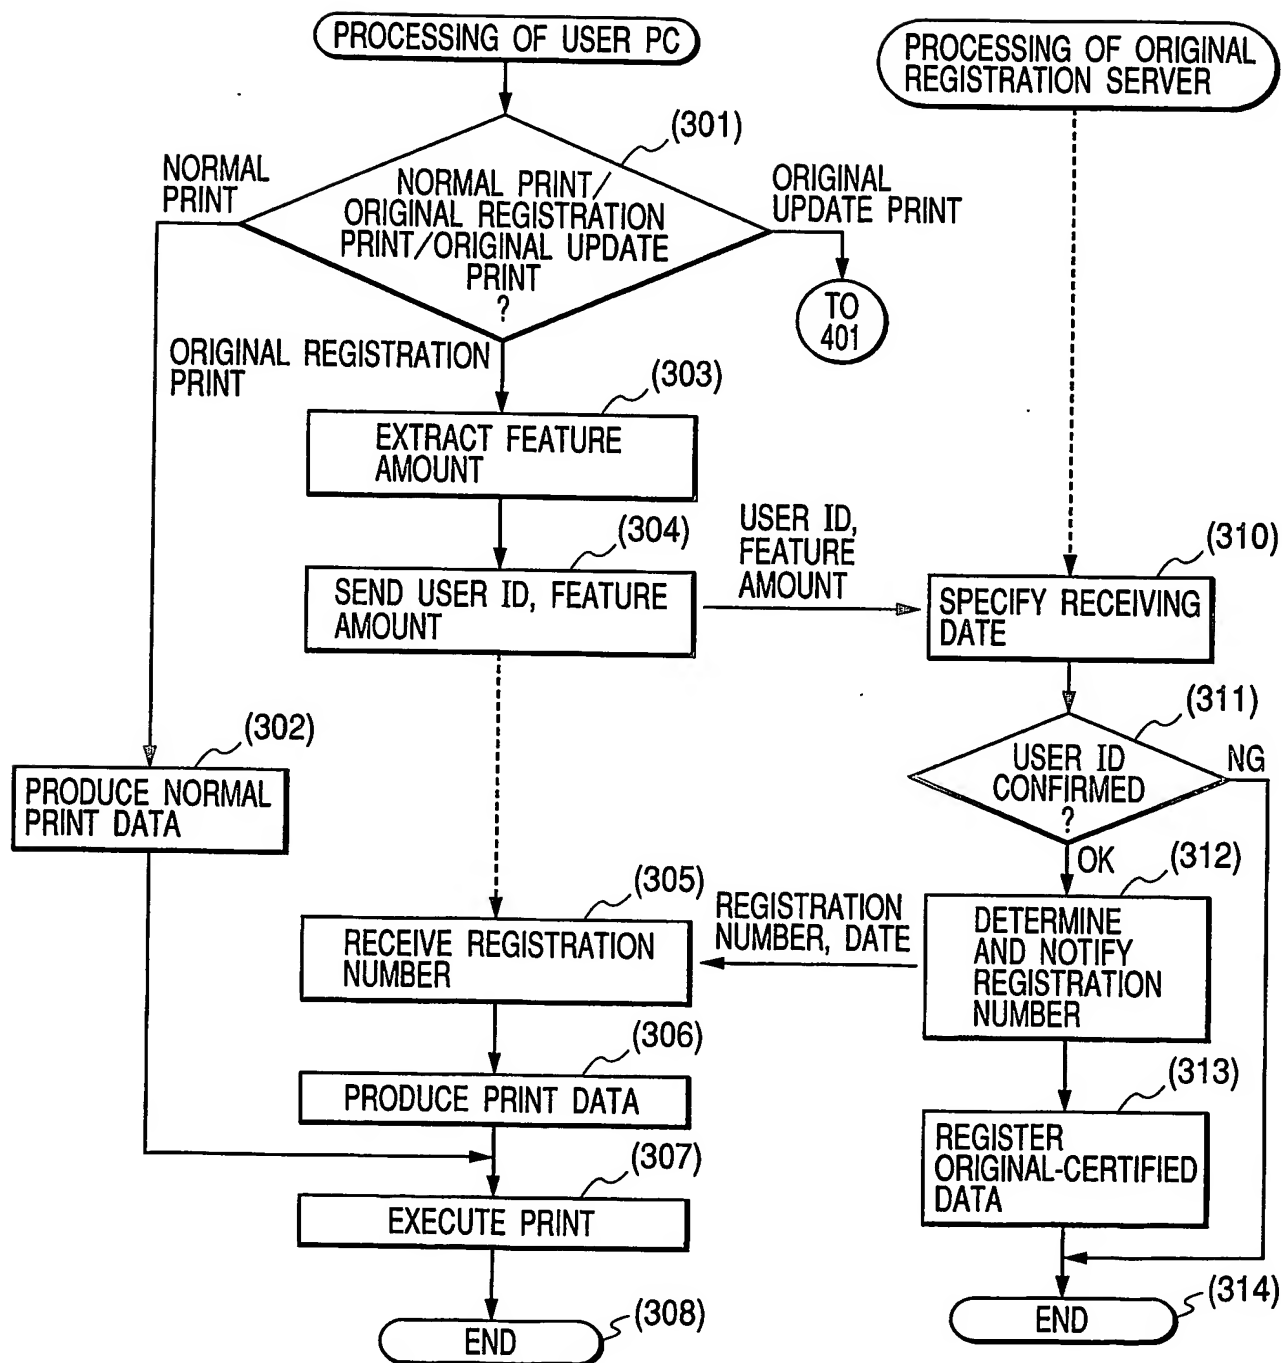 PROCESSING OF USER PC
PROCESSING OF ORIGINAL
REGISTRATION SERVER
(301)
NORMAL
PRINT
NORMAL PRINT/
ORIGINAL REGISTRATION
PRINT/ORIGINAL UPDATE
PRINT
?
ORIGINAL
UPDATE PRINT
TO
401
ORIGINAL REGISTRATION
PRINT
(303)
EXTRACT FEATURE
AMOUNT
(304)
SEND USER ID, FEATURE
AMOUNT
USER ID,
FEATURE
AMOUNT
(310)
SPECIFY RECEIVING
DATE
(311)
USER ID
CONFIRMED
?
NG
OK
(302)
PRODUCE NORMAL
PRINT DATA
(305)
RECEIVE REGISTRATION
NUMBER
REGISTRATION
NUMBER, DATE
(312)
DETERMINE
AND NOTIFY
REGISTRATION
NUMBER
(306)
PRODUCE PRINT DATA
(313)
REGISTER
ORIGINAL-CERTIFIED
DATA
(307)
EXECUTE PRINT
(308)
END
(314)
END